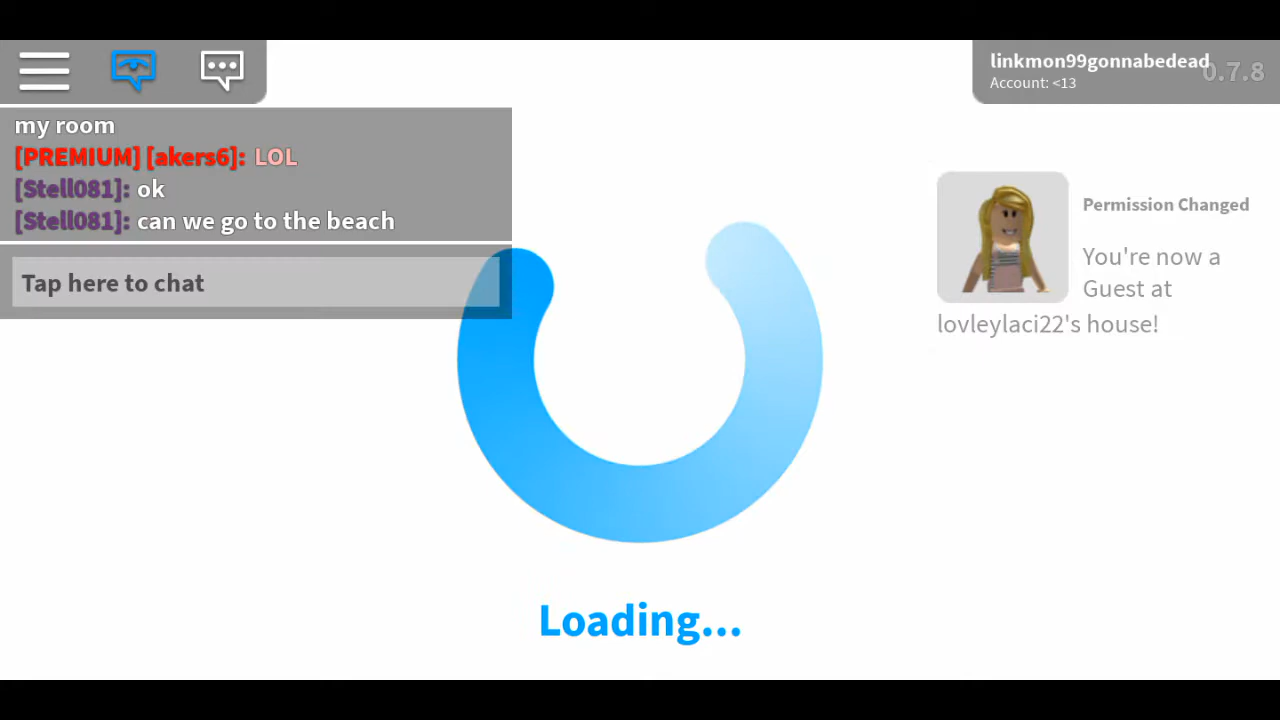 linkmon99gonnabedead
Account: <13
0.7.8
my room
[PREMIUM] [akers6]: LOL
[Stell081]: ok
[Stell081]: can we go to the beach
Tap here to chat
Permission Changed
You're now a
Guest at
lovleylaci22's house!
Loading...